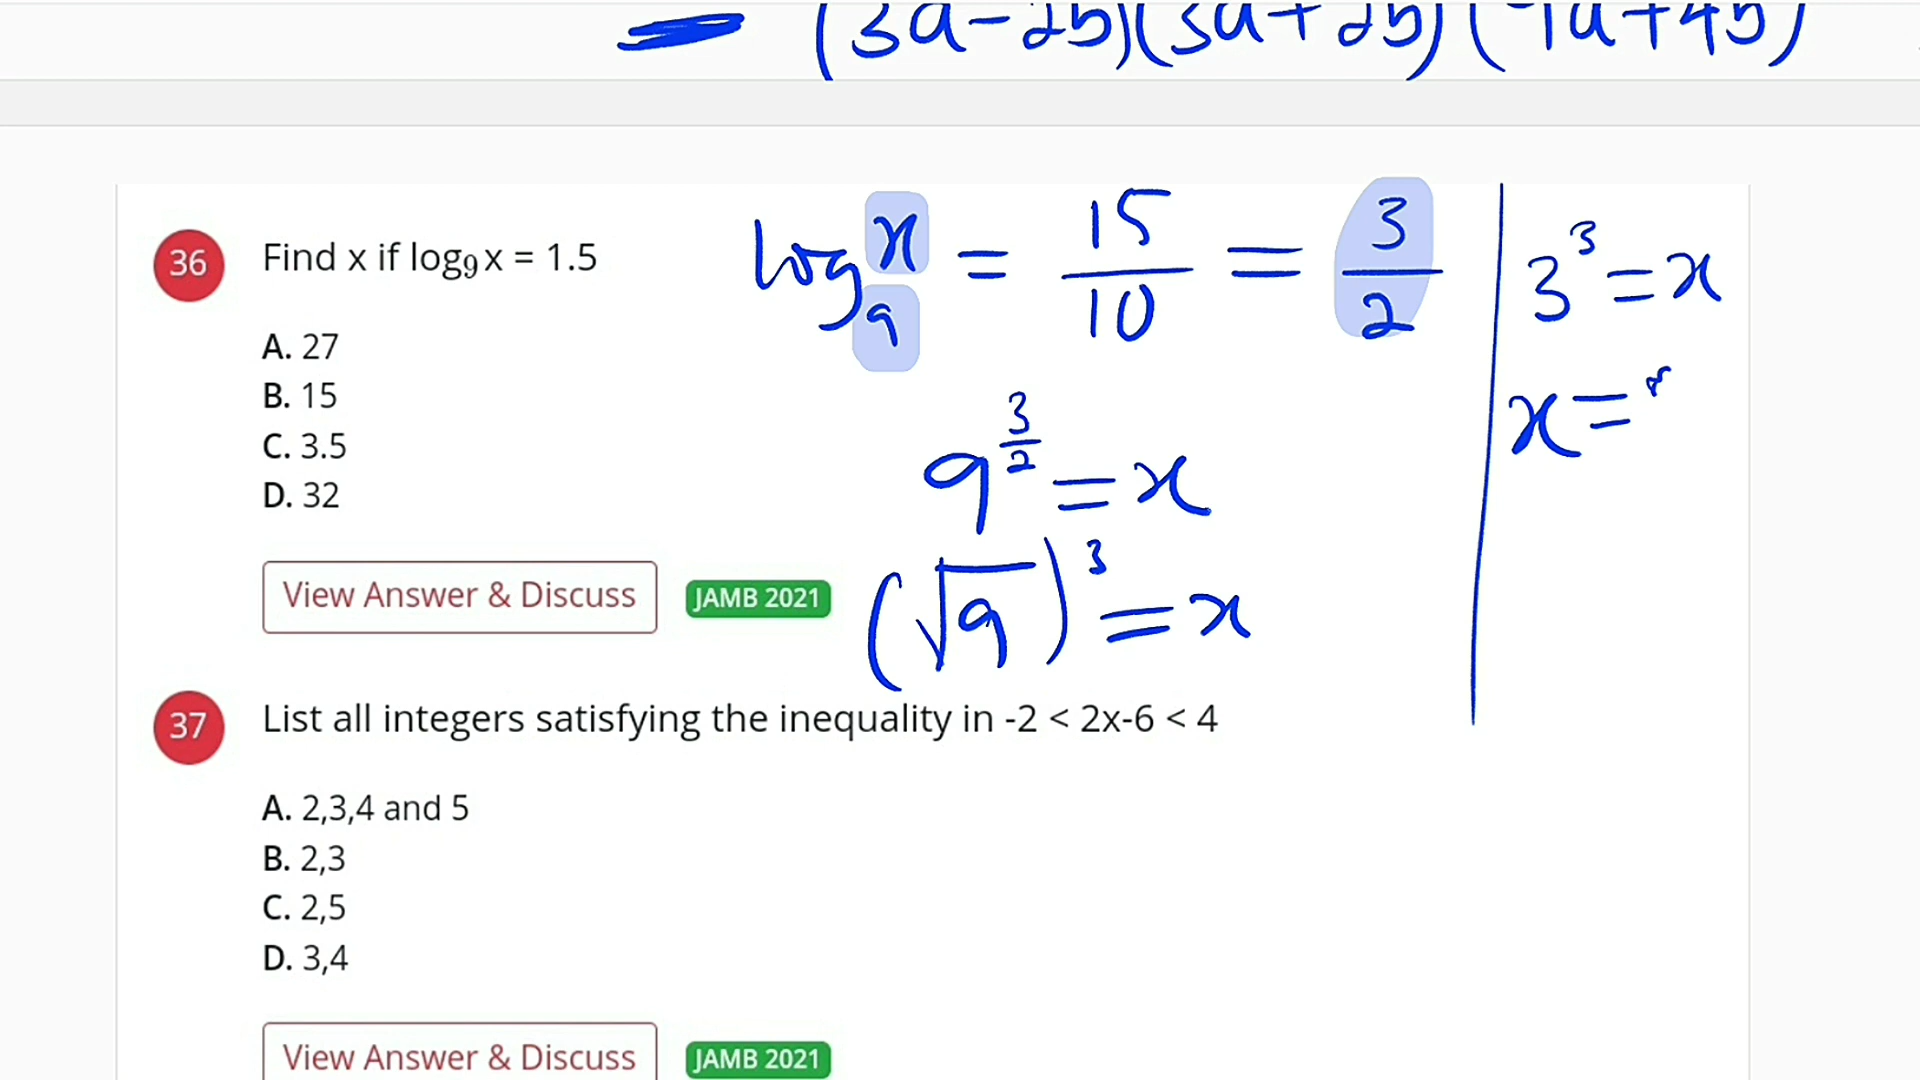 = (3a-2b)(3a+2b)(9a+4b)
36 Find x if log₉x = 1.5
A. 27
B. 15
C. 3.5
D. 32
View Answer & Discuss JAMB 2021
log₉ x = 15/10 = 3/2
9^(3/2) = x
(√9)³ = x
3³ = x
x =
37 List all integers satisfying the inequality in -2 < 2x-6 < 4
A. 2,3,4 and 5
B. 2,3
C. 2,5
D. 3,4
View Answer & Discuss JAMB 2021